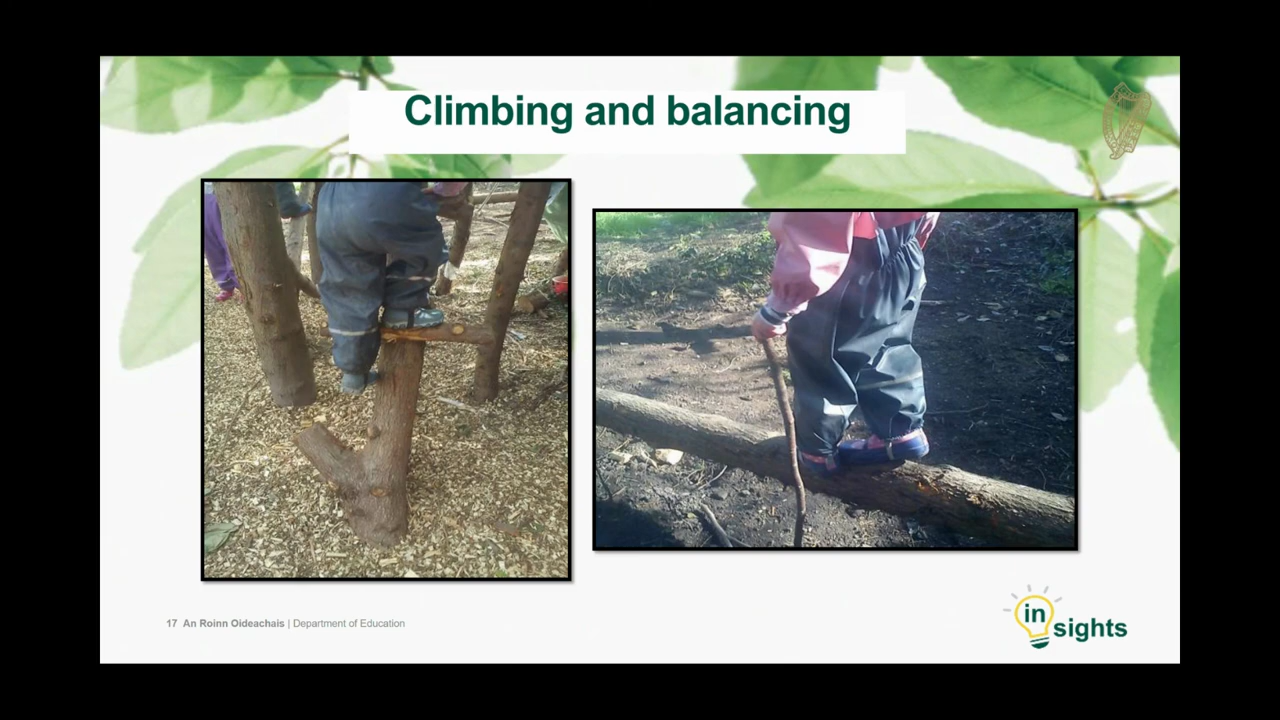 Climbing and balancing
17 An Roinn Oideachais | Department of Education
in
sights